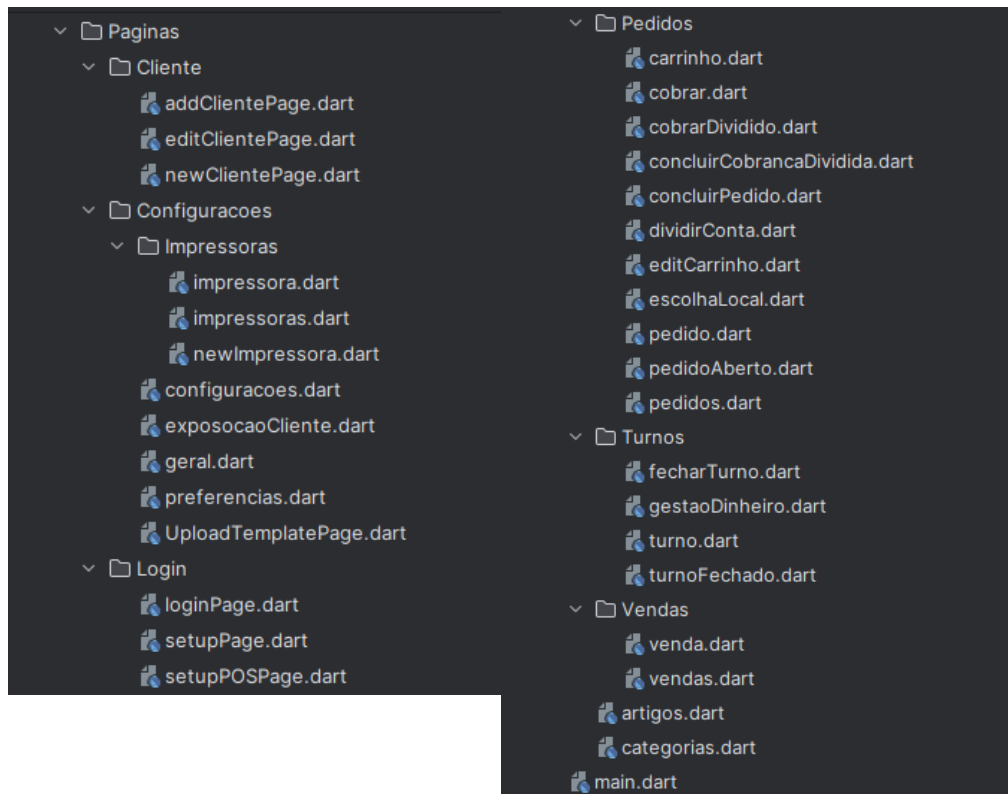 Paginas
Cliente
addClientePage.dart
editClientePage.dart
newClientePage.dart
Configuracoes
Impressoras
impressora.dart
impressoras.dart
newImpressora.dart
configuracoes.dart
exposocaoCliente.dart
geral.dart
preferencias.dart
UploadTemplatePage.dart
Login
loginPage.dart
setupPage.dart
setupPOSPage.dart
Pedidos
carrinho.dart
cobrar.dart
cobrarDividido.dart
concluirCobrancaDividida.dart
concluirPedido.dart
dividirConta.dart
editCarrinho.dart
escolhaLocal.dart
pedido.dart
pedidoAberto.dart
pedidos.dart
Turnos
fecharTurno.dart
gestaoDinheiro.dart
turno.dart
turnoFechado.dart
Vendas
venda.dart
vendas.dart
artigos.dart
categorias.dart
main.dart